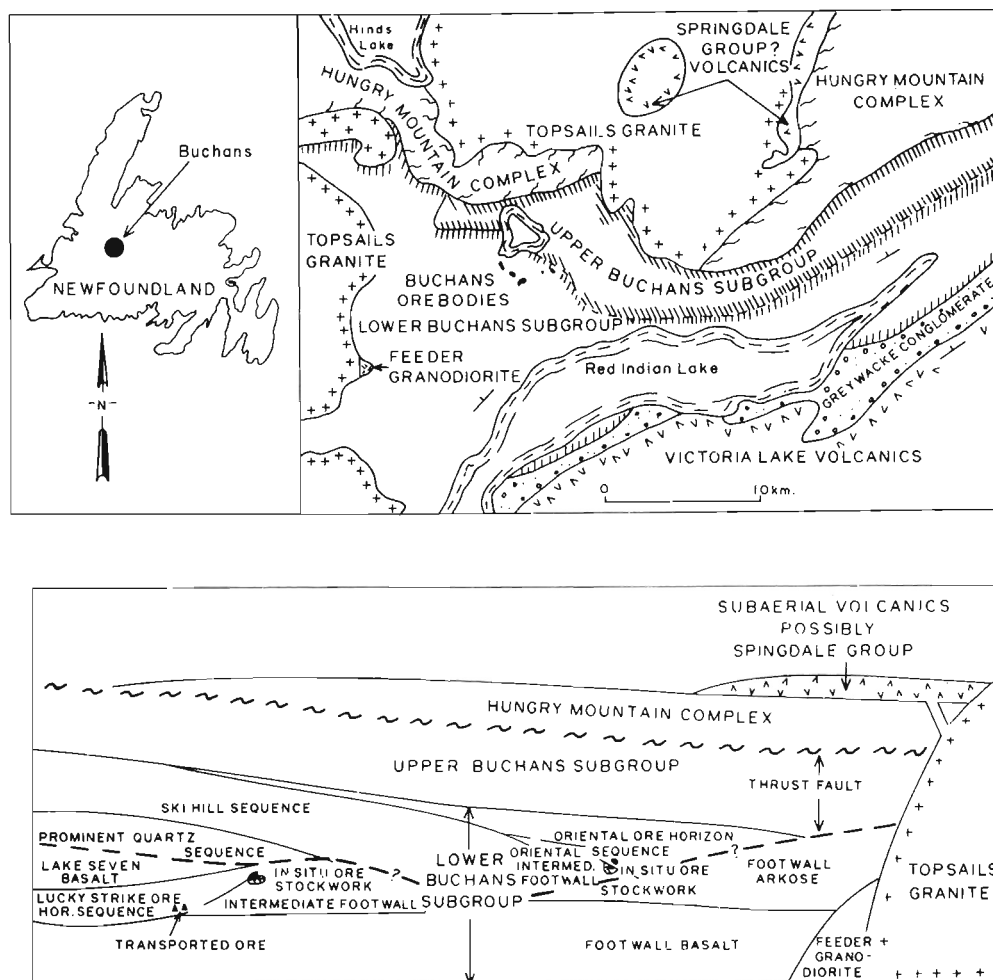 Buchans
NEWFOUNDLAND
-N-
Hinds
Lake
HUNGRY MOUNTAIN
COMPLEX
SPRINGDALE
GROUP?
VOLCANICS
HUNGRY MOUNTAIN
COMPLEX
TOPSAILS GRANITE
TOPSAILS
GRANITE
UPPER BUCHANS SUBGROUP
BUCHANS
OREBODIES
LOWER BUCHANS SUBGROUP
FEEDER
GRANODIORITE
Red Indian Lake
GREYWACKE CONGLOMERATE
VICTORIA LAKE VOLCANICS
0 10km.
SUBAERIAL VOLCANICS
POSSIBLY
SPINGDALE GROUP
HUNGRY MOUNTAIN COMPLEX
UPPER BUCHANS SUBGROUP
THRUST FAULT
SKI HILL SEQUENCE
PROMINENT QUARTZ
SEQUENCE
LAKE SEVEN
BASALT
IN SITU ORE
STOCKWORK
?
LUCKY STRIKE ORE
HOR. SEQUENCE
INTERMEDIATE FOOTWALL
TRANSPORTED ORE
LOWER
BUCHANS
SUBGROUP
ORIENTAL ORE HORIZON
ORIENTAL SEQUENCE
INTERMED.
FOOTWALL
IN SITU ORE
STOCKWORK
?
FOOTWALL
ARKOSE
TOPSAILS
GRANITE
FOOTWALL BASALT
FEEDER
GRANO-
DIORITE